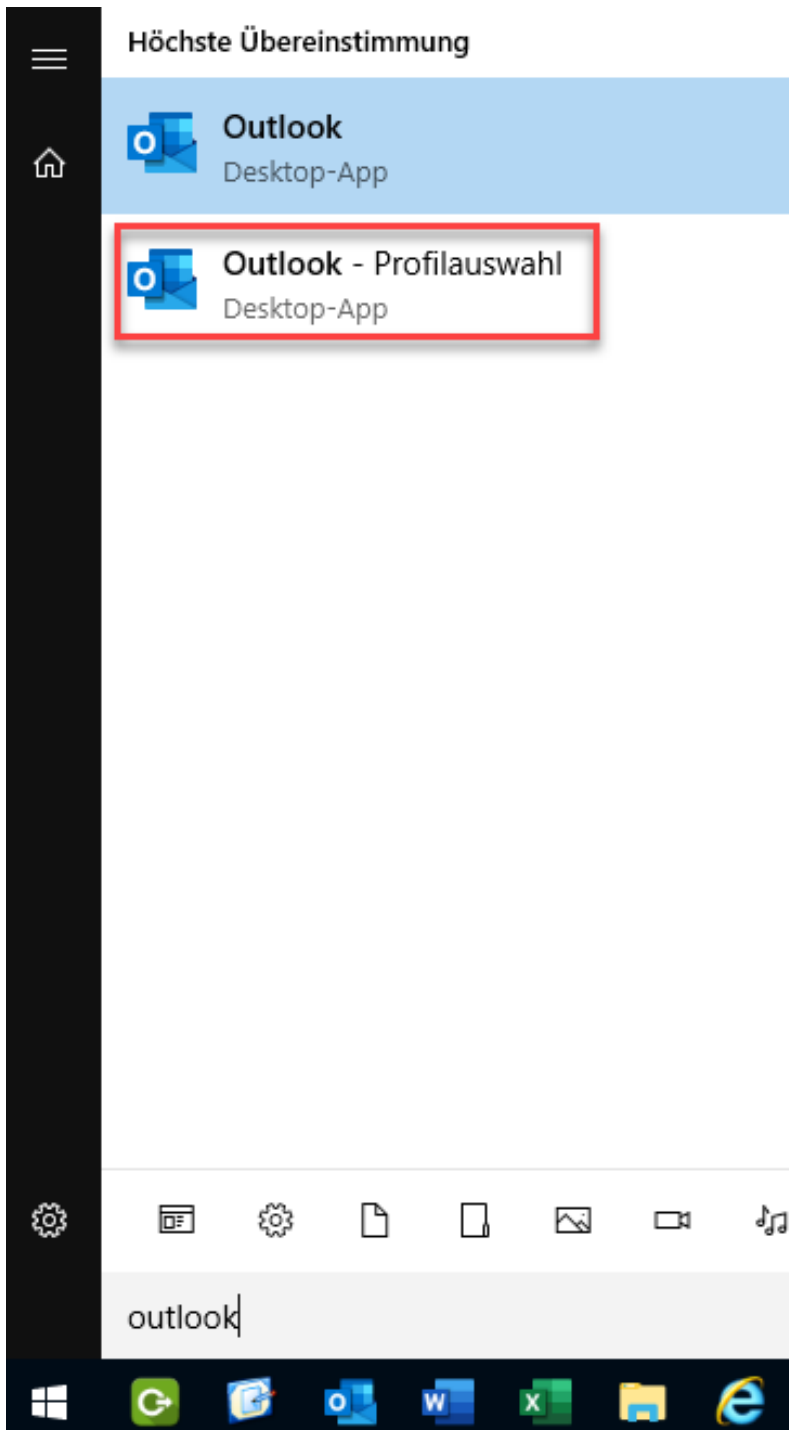 Höchste Übereinstimmung
Outlook
Desktop-App
Outlook - Profilauswahl
Desktop-App
outlook